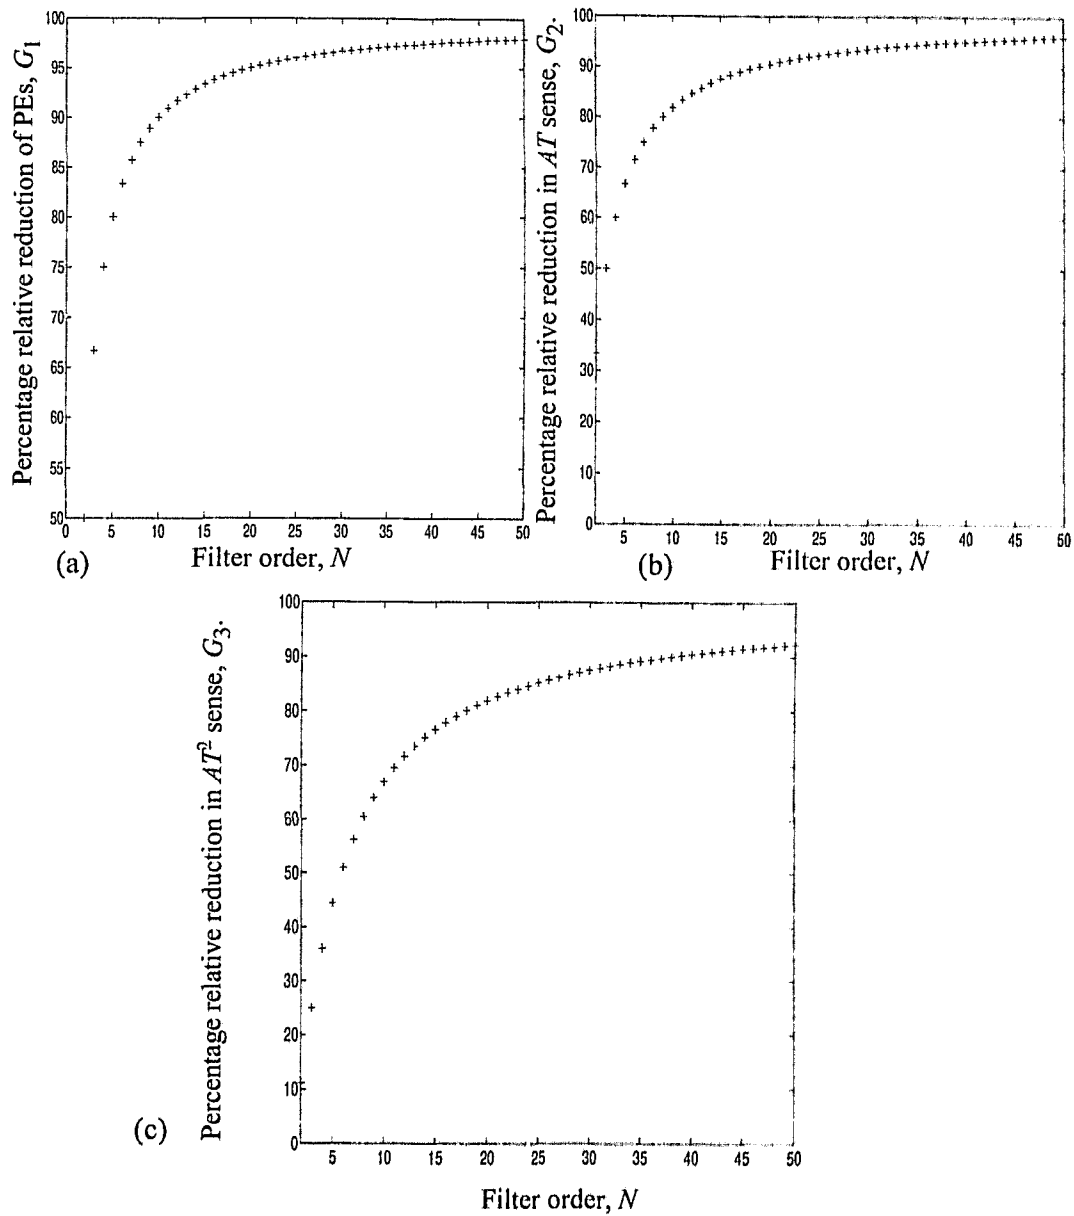 Percentage relative reduction of PEs, G1
100
95
90
85
80
75
70
65
60
55
50
0 5 10 15 20 25 30 35 40 45 50
(a)
Filter order, N
Percentage relative reduction in AT sense, G2.
100
90
80
70
60
50
40
30
20
10
0
5 10 15 20 25 30 35 40 45 50
(b)
Filter order, N
Percentage relative reduction in AT² sense, G3.
100
90
80
70
60
50
40
30
20
10
0
5 10 15 20 25 30 35 40 45 50
(c)
Filter order, N